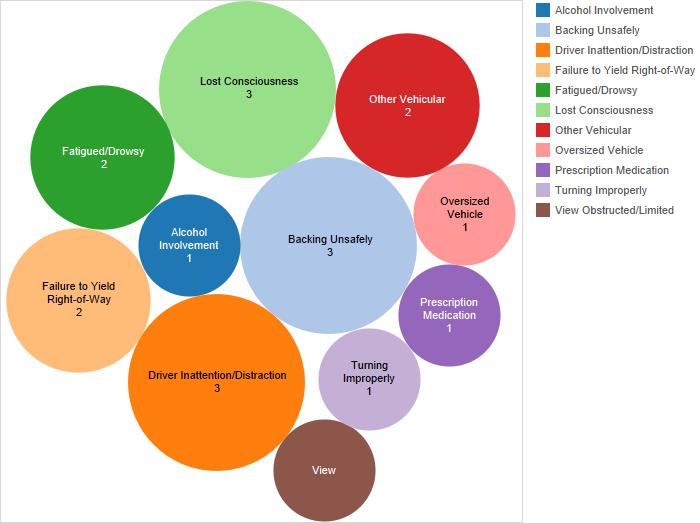 Lost Consciousness
3
Other Vehicular
2
Fatigued/Drowsy
2
Oversized
Vehicle
1
Alcohol
Involvement
1
Backing Unsafely
3
Failure to Yield
Right-of-Way
2
Prescription
Medication
1
Driver Inattention/Distraction
3
Turning
Improperly
1
View
Alcohol Involvement
Backing Unsafely
Driver Inattention/Distraction
Failure to Yield Right-of-Way
Fatigued/Drowsy
Lost Consciousness
Other Vehicular
Oversized Vehicle
Prescription Medication
Turning Improperly
View Obstructed/Limited